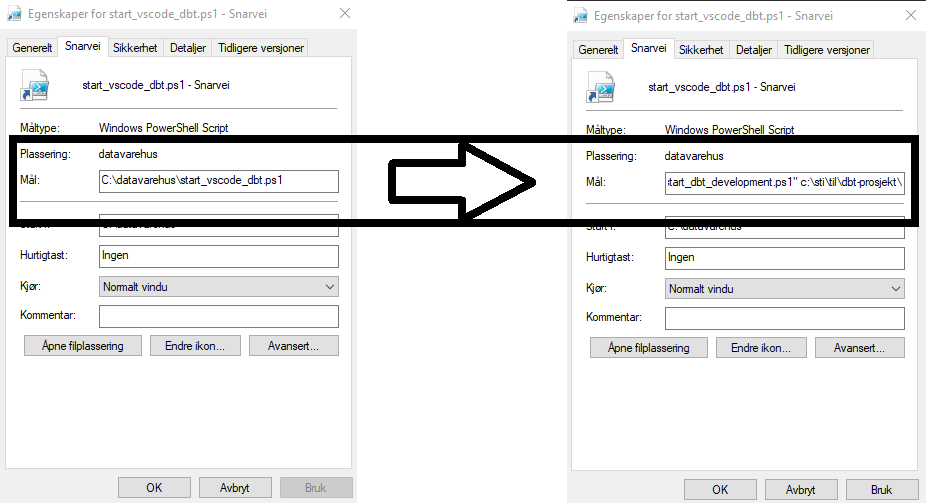 Egenskaper for start_vscode_dbt.ps1 - Snarvei
Generelt Snarvei Sikkerhet Detaljer Tidligere versjoner
start_vscode_dbt.ps1 - Snarvei
Måltype: Windows PowerShell Script
Plassering: datavarehus
Mål: C:\datavarehus\start_vscode_dbt.ps1
Start i: C:\datavarehus
Hurtigtast: Ingen
Kjør: Normalt vindu
Kommentar:
Åpne filplassering Endre ikon... Avansert...
OK Avbryt Bruk
Egenskaper for start_vscode_dbt.ps1 - Snarvei
Generelt Snarvei Sikkerhet Detaljer Tidligere versjoner
start_vscode_dbt.ps1 - Snarvei
Måltype: Windows PowerShell Script
Plassering: datavarehus
Mål: tart_dbt_development.ps1" c:\sti\til\dbt-prosjekt\
Start i: C:\datavarehus
Hurtigtast: Ingen
Kjør: Normalt vindu
Kommentar:
Åpne filplassering Endre ikon... Avansert...
OK Avbryt Bruk